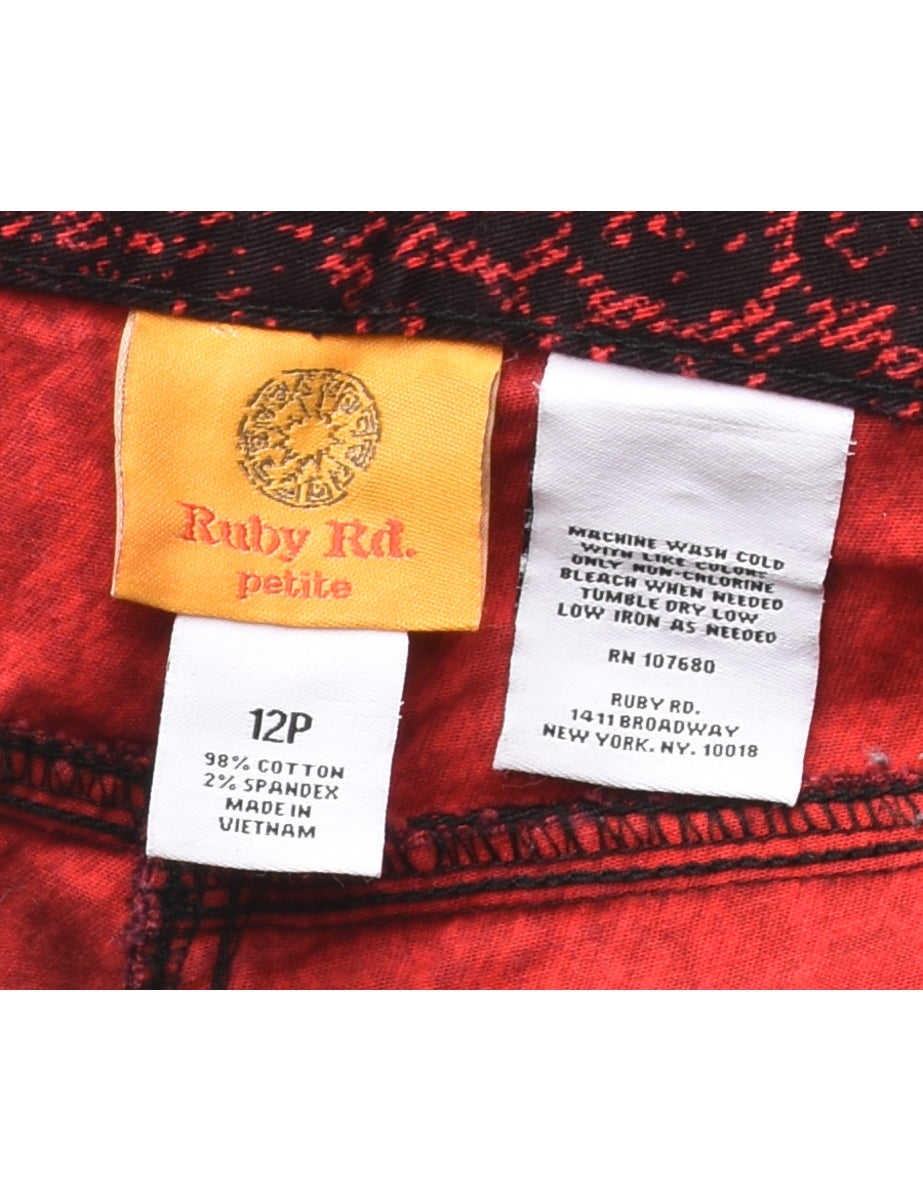 Ruby Rd.
petite
12P
98% COTTON
2% SPANDEX
MADE IN
VIETNAM
MACHINE WASH COLD
WITH LIKE COLORS
ONLY NON-CHLORINE
BLEACH WHEN NEEDED
TUMBLE DRY LOW
LOW IRON AS NEEDED
RN 107680
RUBY RD.
1411 BROADWAY
NEW YORK. NY. 10018